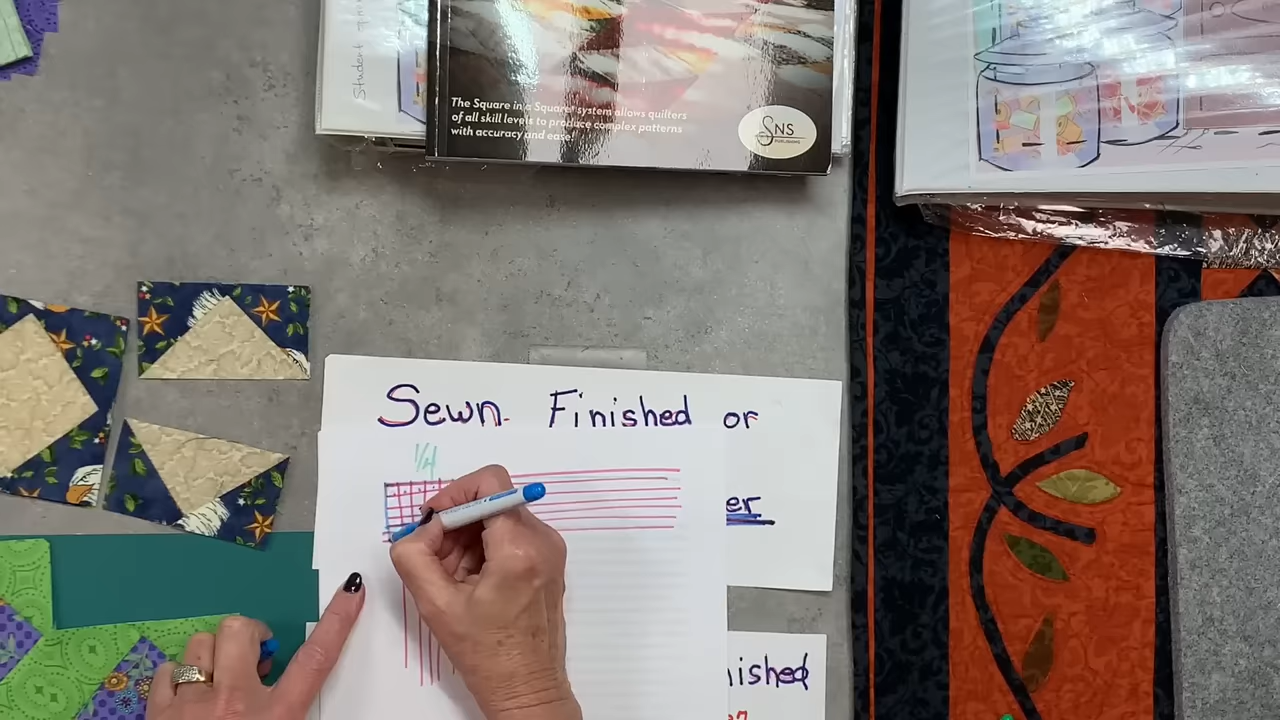 The Square in a Square® system allows quilters
of all skill levels to produce complex patterns
with accuracy and ease!
SNS
PUBLISHING
Sewn Finished or
1/4
er
nished